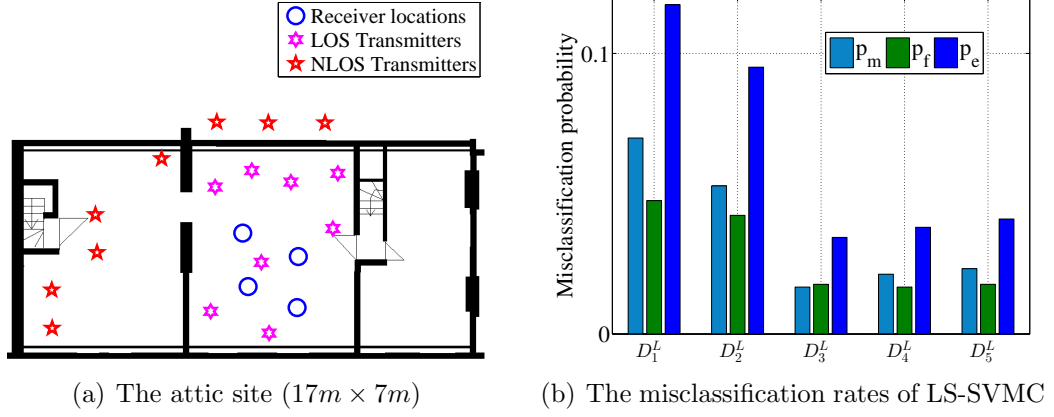 Receiver locations
LOS Transmitters
NLOS Transmitters
(a) The attic site (17m × 7m)
Misclassification probability
0.1
0
p_m p_f p_e
D_1^L D_2^L D_3^L D_4^L D_5^L
(b) The misclassification rates of LS-SVMC